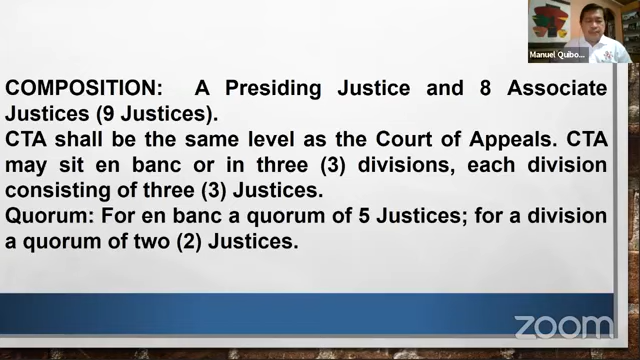 Manuel Quibo...
COMPOSITION: A Presiding Justice and 8 Associate
Justices (9 Justices).
CTA shall be the same level as the Court of Appeals. CTA
may sit en banc or in three (3) divisions, each division
consisting of three (3) Justices.
Quorum: For en banc a quorum of 5 Justices; for a division
a quorum of two (2) Justices.
zoom